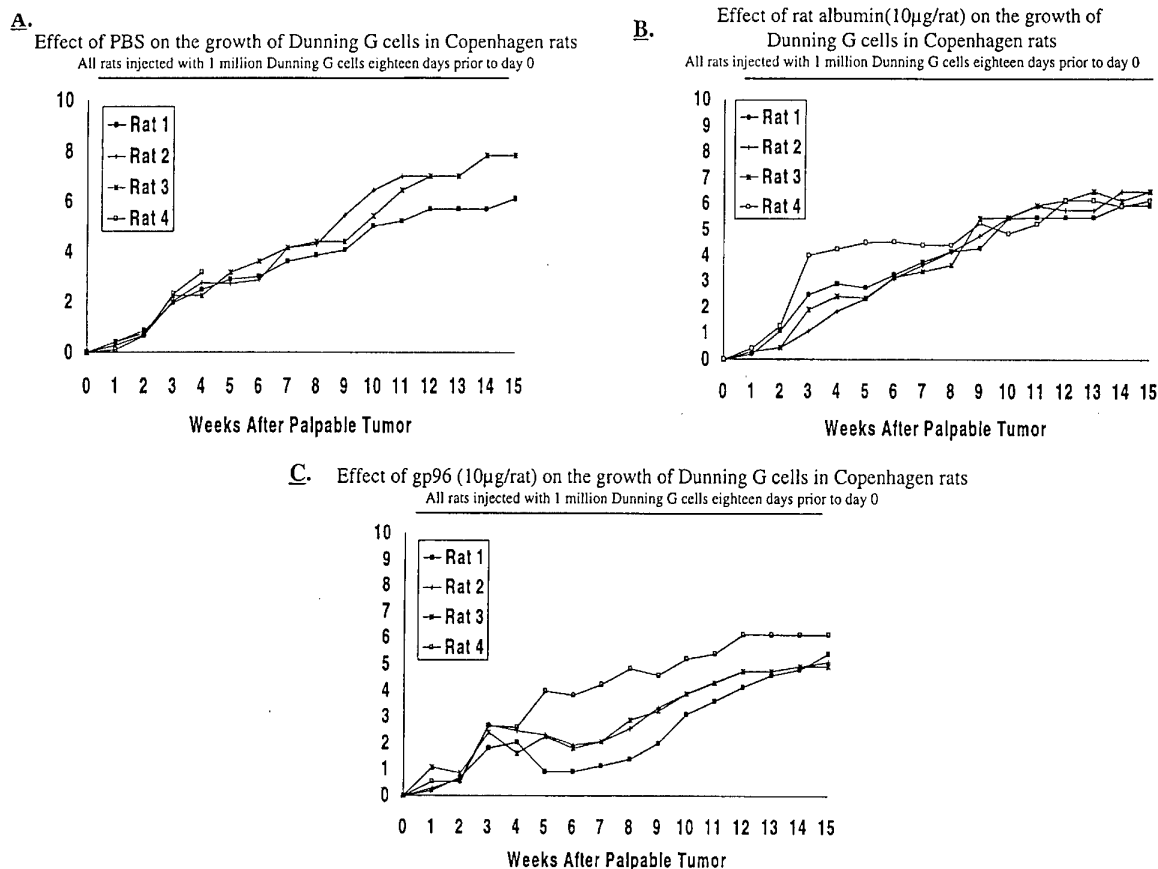 A.
Effect of PBS on the growth of Dunning G cells in Copenhagen rats
All rats injected with 1 million Dunning G cells eighteen days prior to day 0
10
8
6
4
2
0
Rat 1
Rat 2
Rat 3
Rat 4
0 1 2 3 4 5 6 7 8 9 10 11 12 13 14 15
Weeks After Palpable Tumor
B.
Effect of rat albumin(10µg/rat) on the growth of
Dunning G cells in Copenhagen rats
All rats injected with 1 million Dunning G cells eighteen days prior to day 0
10
9
8
7
6
5
4
3
2
1
0
Rat 1
Rat 2
Rat 3
Rat 4
0 1 2 3 4 5 6 7 8 9 10 11 12 13 14 15
Weeks After Palpable Tumor
C.
Effect of gp96 (10µg/rat) on the growth of Dunning G cells in Copenhagen rats
All rats injected with 1 million Dunning G cells eighteen days prior to day 0
10
9
8
7
6
5
4
3
2
1
0
Rat 1
Rat 2
Rat 3
Rat 4
0 1 2 3 4 5 6 7 8 9 10 11 12 13 14 15
Weeks After Palpable Tumor